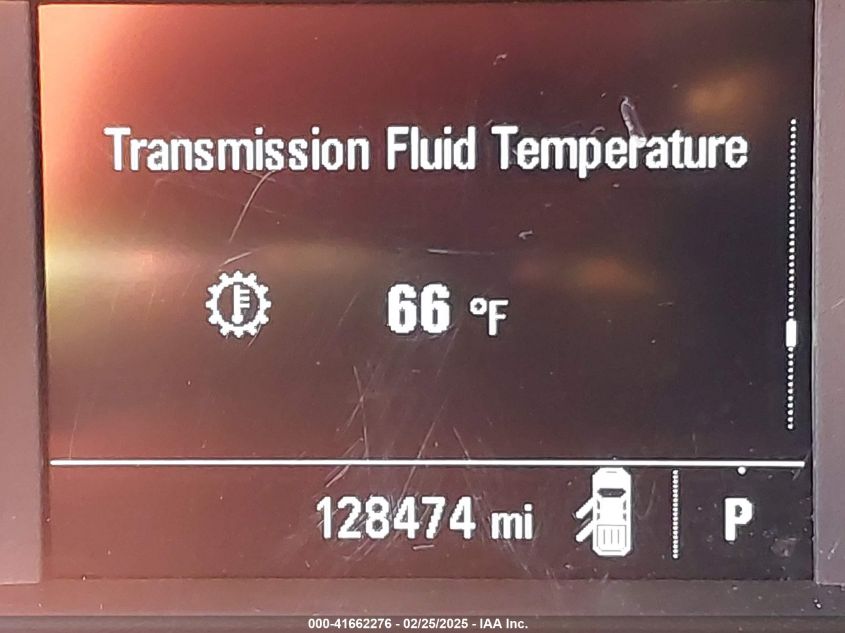 Transmission Fluid Temperature
66 °F
128474 mi P
000-41662276 - 02/25/2025 - IAA Inc.